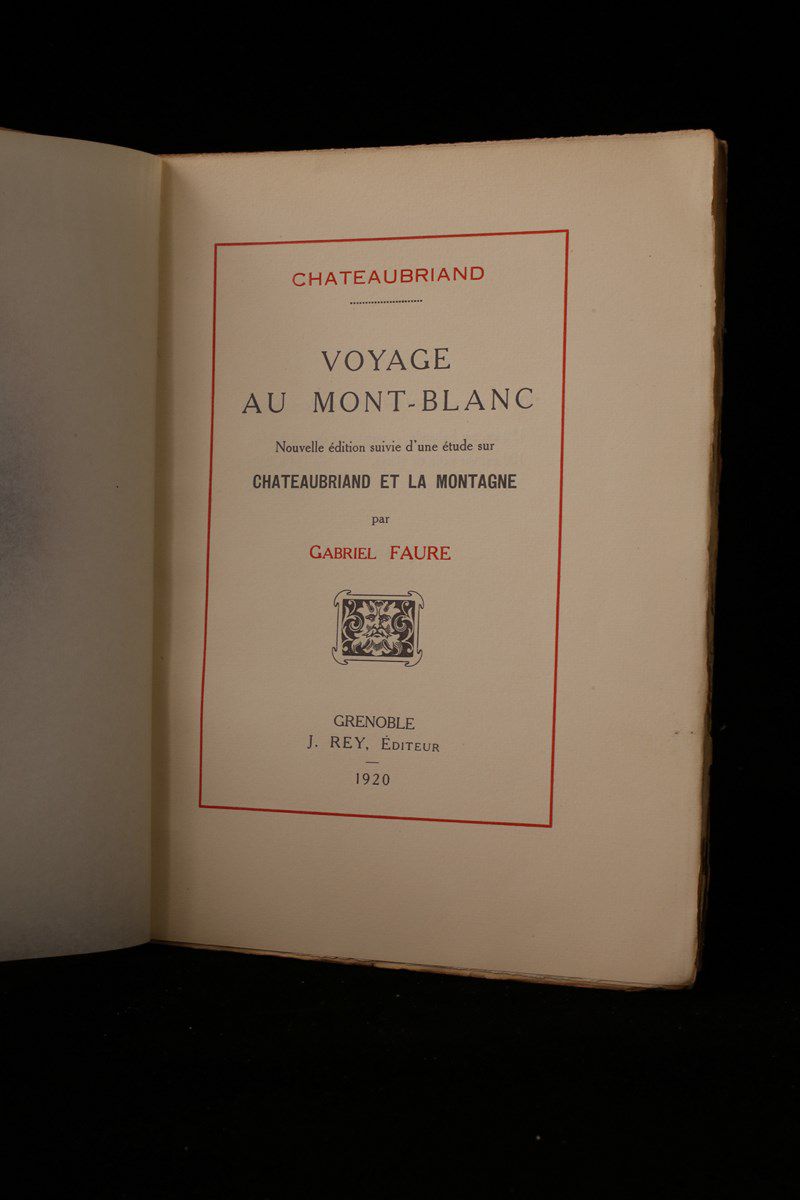 CHATEAUBRIAND
VOYAGE
AU MONT-BLANC
Nouvelle édition suivie d'une étude sur
CHATEAUBRIAND ET LA MONTAGNE
par
GABRIEL FAURE
GRENOBLE
J. REY, ÉDITEUR
1920